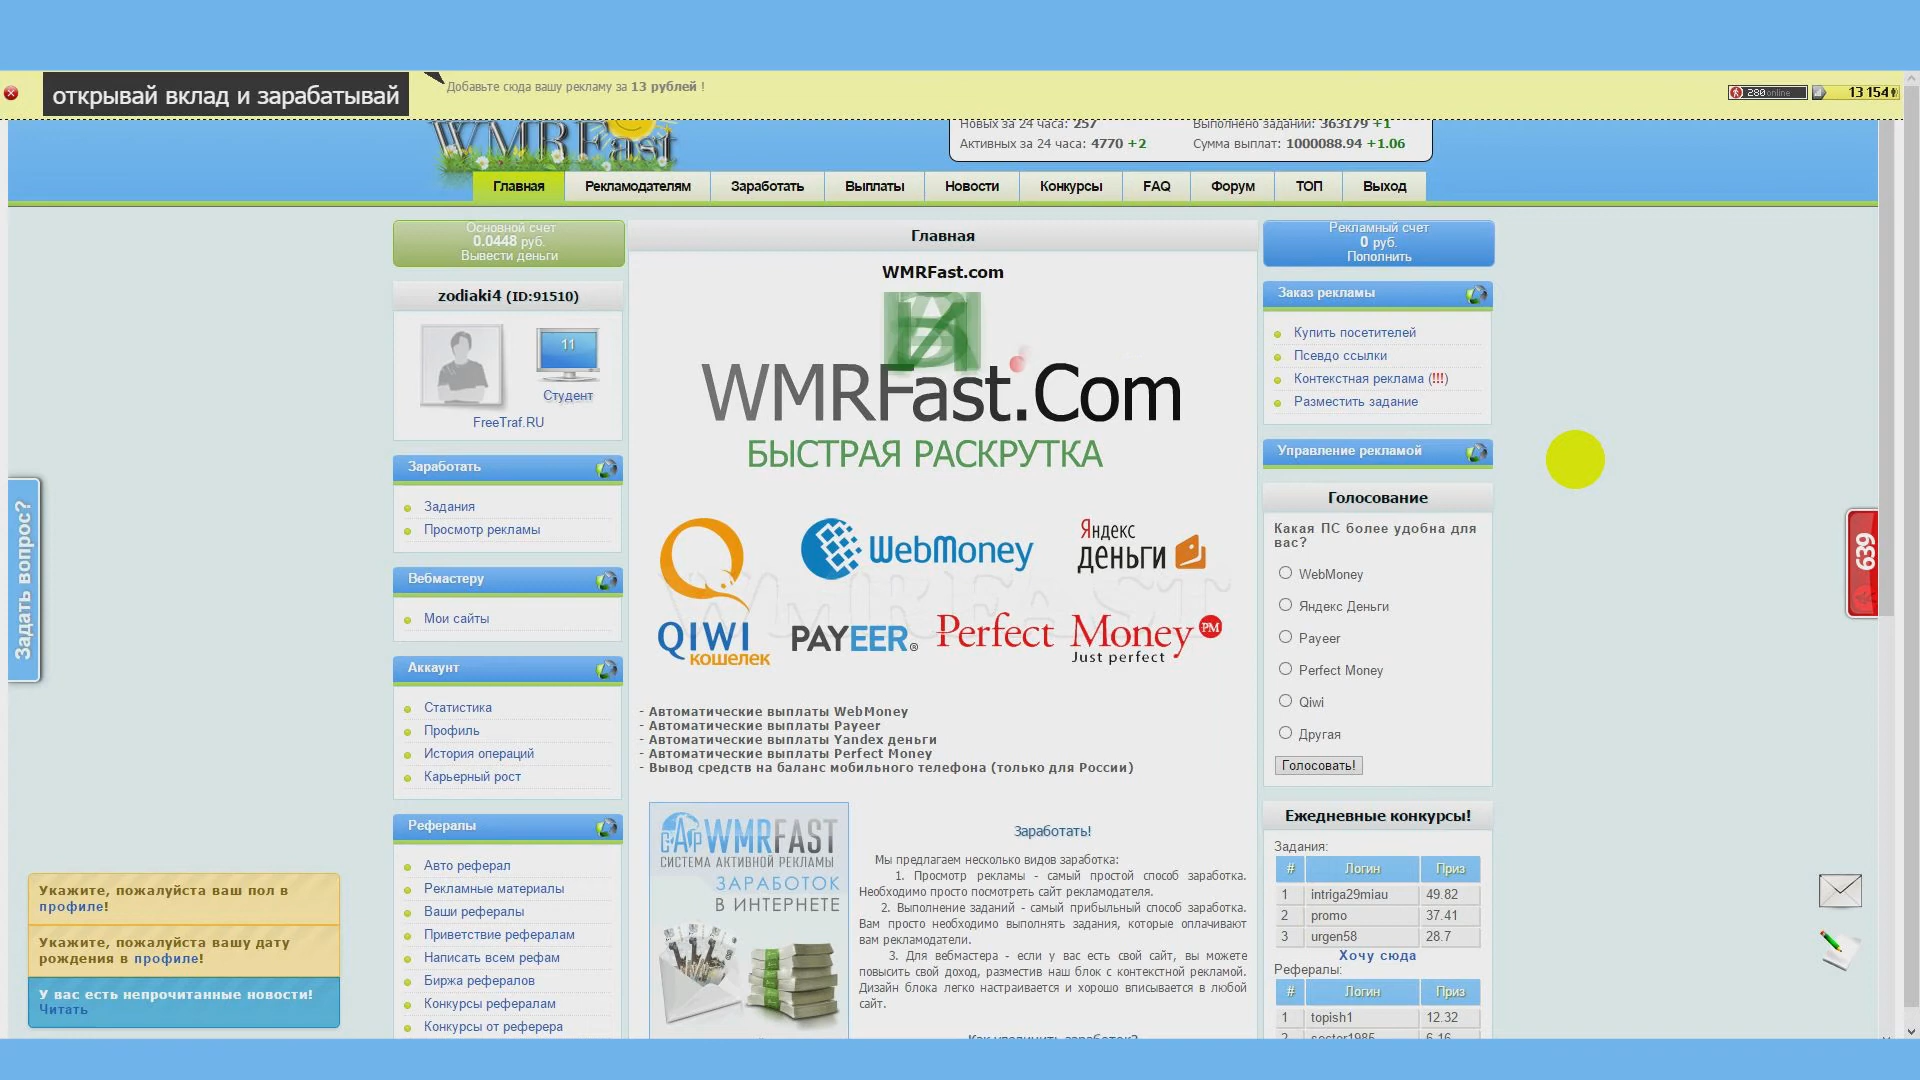 открывай вклад и зарабатывай
Добавьте сюда вашу рекламу за 13 рублей !
280 online
13 154
WMRFast
Новых за 24 часа: 257
Выполнено заданий: 363179 +1
Активных за 24 часа: 4770 +2
Сумма выплат: 1000088.94 +1.06
Главная
Рекламодателям
Заработать
Выплаты
Новости
Конкурсы
FAQ
Форум
ТОП
Выход
Основной счет
0.0448 руб.
Вывести деньги
zodiaki4 (ID:91510)
11
Студент
FreeTraf.RU
Заработать
Задания
Просмотр рекламы
Вебмастеру
Мои сайты
Аккаунт
Статистика
Профиль
История операций
Карьерный рост
Рефералы
Авто реферал
Рекламные материалы
Ваши рефералы
Приветствие рефералам
Написать всем рефам
Биржа рефералов
Конкурсы рефералам
Конкурсы от реферера
Задать вопрос?
Укажите, пожалуйста ваш пол в
профиле!
Укажите, пожалуйста вашу дату
рождения в профиле!
У вас есть непрочитанные новости!
Читать
Главная
WMRFast.com
WMRFast.Com
БЫСТРАЯ РАСКРУТКА
WebMoney
Яндекс
деньги
QIWI
кошелек
PAYEER®
Perfect Money PM
Just perfect
WMRFAST
- Автоматические выплаты WebMoney
- Автоматические выплаты Payeer
- Автоматические выплаты Yandex деньги
- Автоматические выплаты Perfect Money
- Вывод средств на баланс мобильного телефона (только для России)
WMRFAST
СИСТЕМА АКТИВНОЙ РЕКЛАМЫ
ЗАРАБОТОК
В ИНТЕРНЕТЕ
Заработать!
Мы предлагаем несколько видов заработка:
1. Просмотр рекламы - самый простой способ заработка.
Необходимо просто посмотреть сайт рекламодателя.
2. Выполнение заданий - самый прибыльный способ заработка.
Вам просто необходимо выполнять задания, которые оплачивают
вам рекламодатели.
3. Для вебмастера - если у вас есть свой сайт, вы можете
повысить свой доход, разместив наш блок с контекстной рекламой.
Дизайн блока легко настраивается и хорошо вписывается в любой
сайт.
Рекламный счет
0 руб.
Пополнить
Заказ рекламы
Купить посетителей
Псевдо ссылки
Контекстная реклама (!!!)
Разместить задание
Управление рекламой
Голосование
Какая ПС более удобна для
вас?
WebMoney
Яндекс Деньги
Payeer
Perfect Money
Qiwi
Другая
Голосовать!
Ежедневные конкурсы!
Задания:
# Логин Приз
1 intriga29miau 49.82
2 promo 37.41
3 urgen58 28.7
Хочу сюда
Рефералы:
# Логин Приз
1 topish1 12.32
639